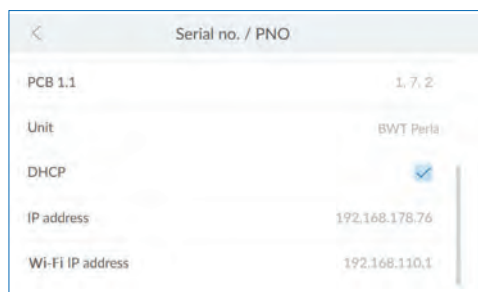 Serial no. / PNO
PCB 1.1 1. 7. 2
Unit BWT Perla
DHCP
IP address 192.168.178.76
Wi-Fi IP address 192.168.110.1